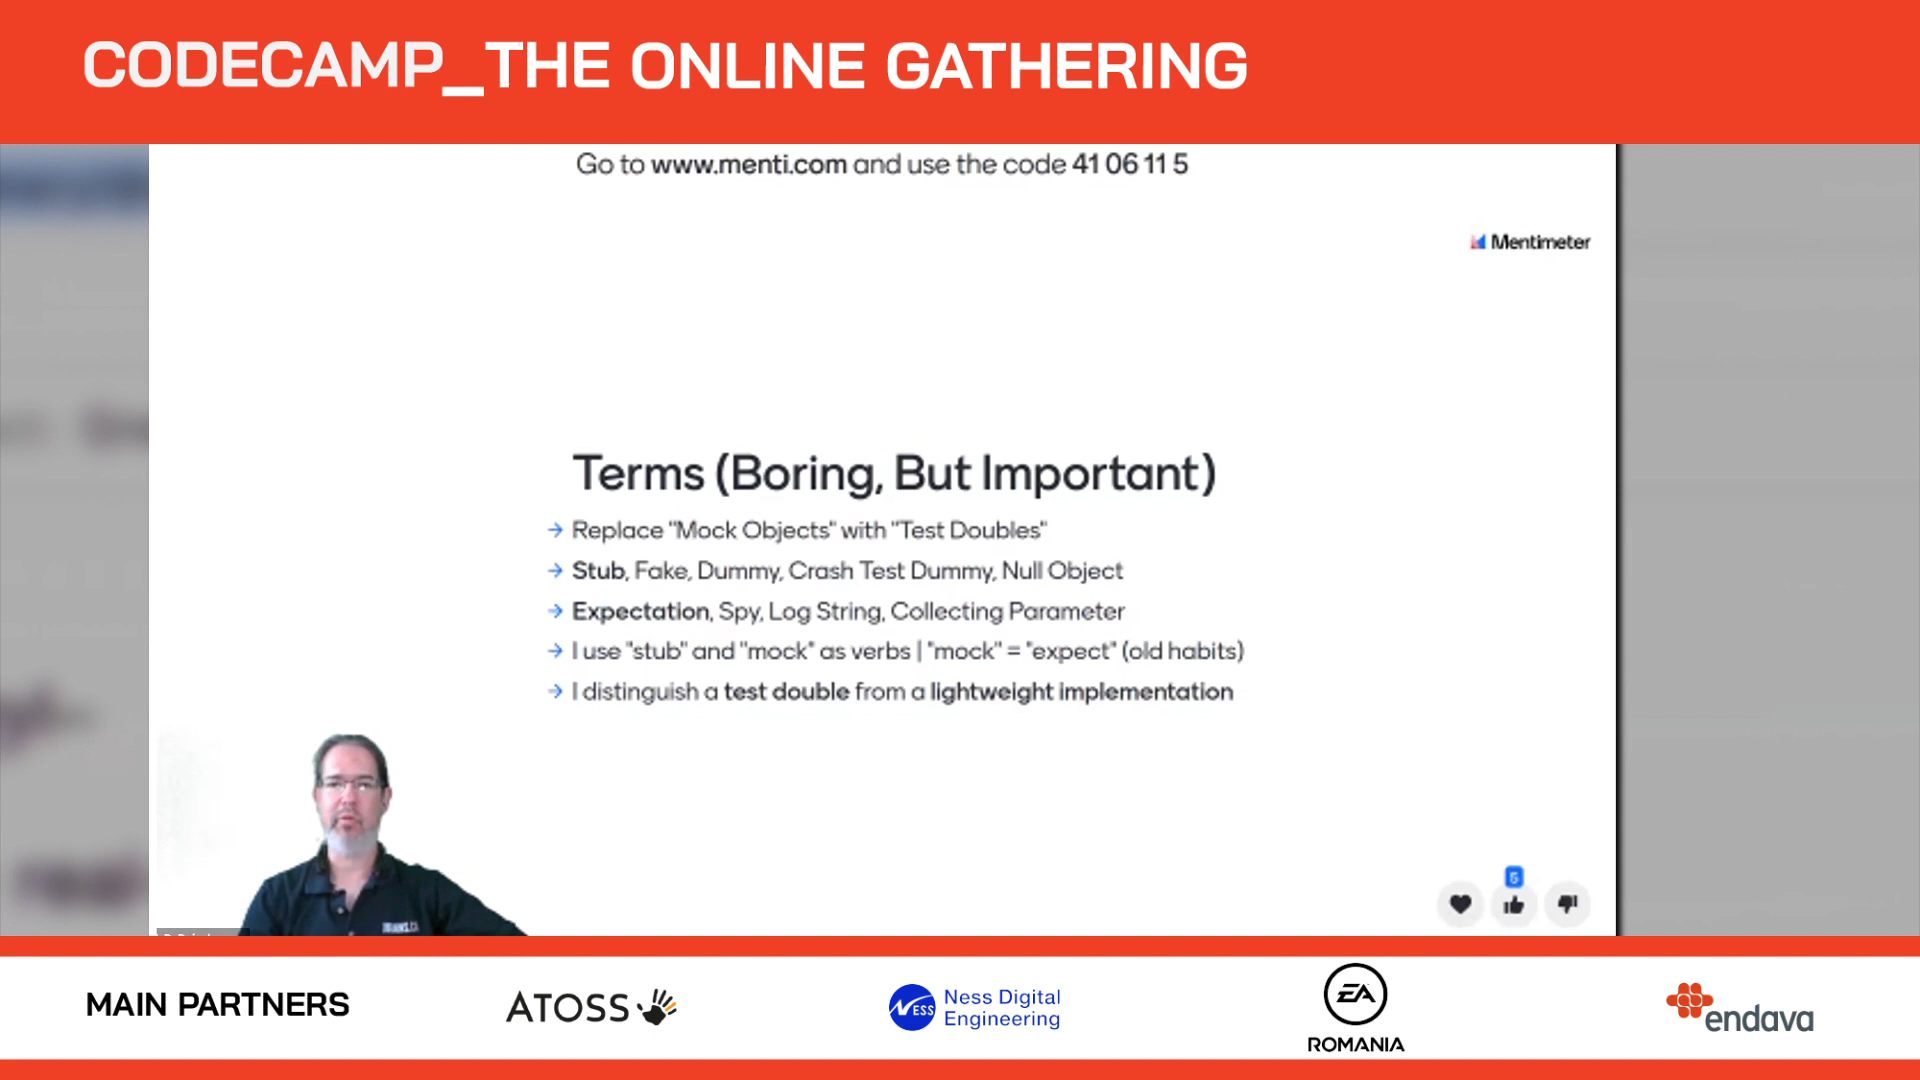 CODECAMP_THE ONLINE GATHERING
Go to www.menti.com and use the code 41 06 11 5
Mentimeter
Terms (Boring, But Important)
→ Replace "Mock Objects" with "Test Doubles"
→ Stub, Fake, Dummy, Crash Test Dummy, Null Object
→ Expectation, Spy, Log String, Collecting Parameter
→ I use "stub" and "mock" as verbs | "mock" = "expect" (old habits)
→ I distinguish a test double from a lightweight implementation
5
MAIN PARTNERS
ATOSS
NESS
Ness Digital
Engineering
EA
ROMANIA
endava